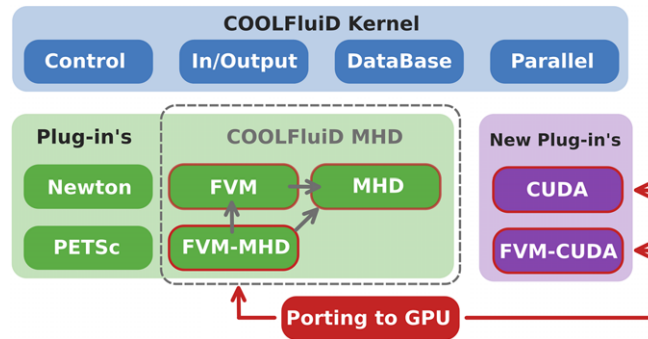 COOLFluiD Kernel
Control
In/Output
DataBase
Parallel
Plug-in's
COOLFluiD MHD
New Plug-in's
Newton
FVM
MHD
CUDA
PETSc
FVM-MHD
FVM-CUDA
Porting to GPU